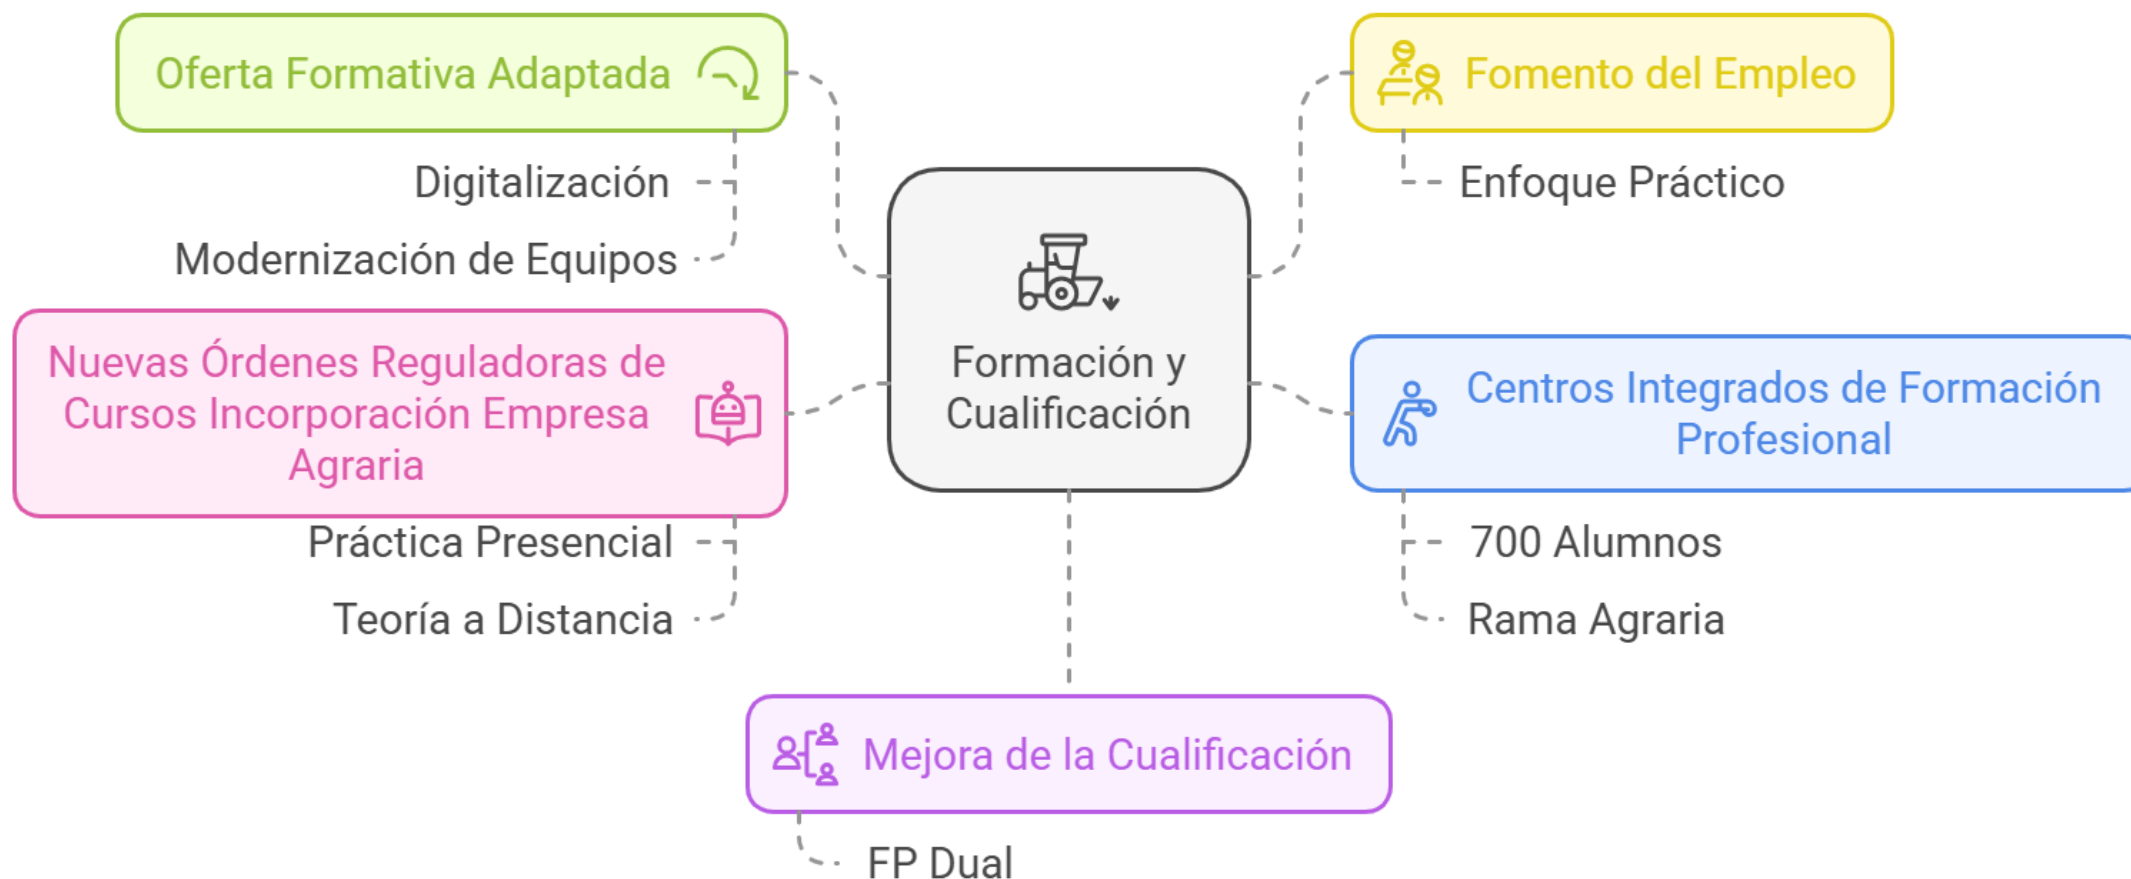 Oferta Formativa Adaptada
Digitalización
Modernización de Equipos
Nuevas Órdenes Reguladoras de
Cursos Incorporación Empresa
Agraria
Práctica Presencial
Teoría a Distancia
Formación y
Cualificación
Fomento del Empleo
Enfoque Práctico
Centros Integrados de Formación
Profesional
700 Alumnos
Rama Agraria
Mejora de la Cualificación
FP Dual